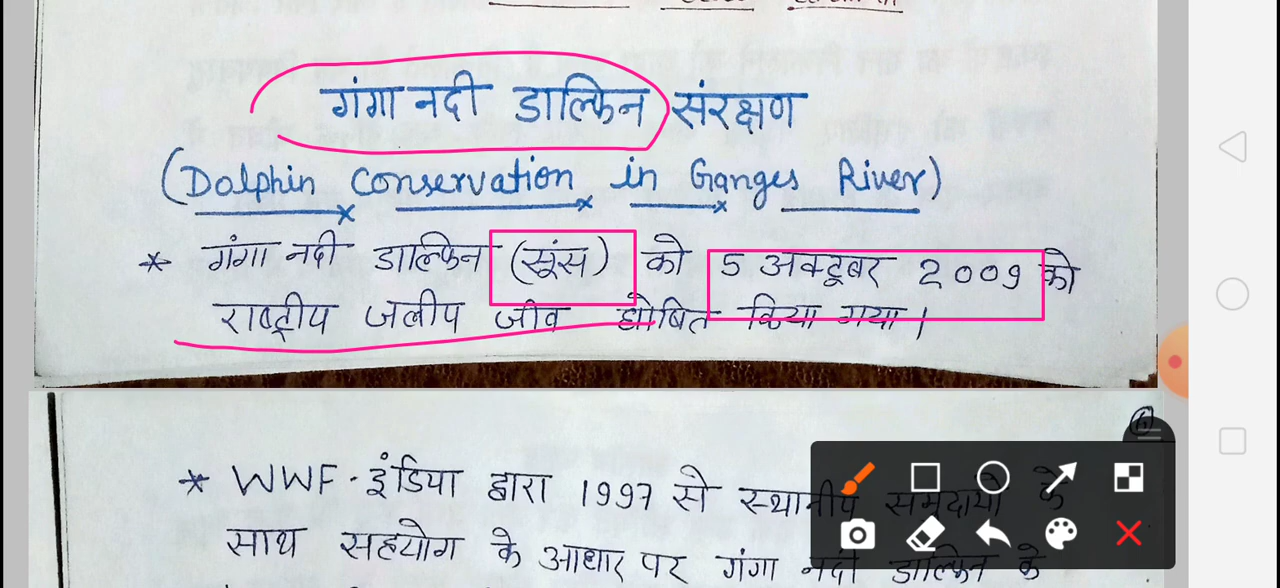 गंगा नदी डाल्फिन संरक्षण
(Dolphin Conservation in Ganges River)
* गंगा नदी डाल्फिन (सूंस) को 5 अक्टूबर 2009 को
राष्ट्रीय जलीय जीव घोषित किया गया।
* WWF-इंडिया द्वारा 1997 से स्थानीय समुदायों के
साथ सहयोग के आधार पर गंगा नदी डाल्फिन के